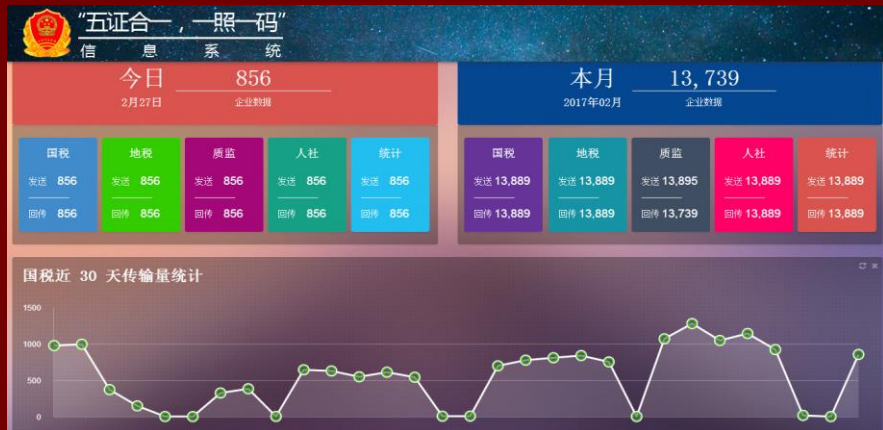 “五证合一，一照一码”
信 息 系 统
今日 856
2月27日 企业数据
本月 13,739
2017年02月 企业数据
国税 地税 质监 人社 统计
发送 856 发送 856 发送 856 发送 856 发送 856
回传 856 回传 856 回传 856 回传 856 回传 856
国税 地税 质监 人社 统计
发送 13,889 发送 13,889 发送 13,895 发送 13,889 发送 13,889
回传 13,889 回传 13,889 回传 13,739 回传 13,889 回传 13,889
国税近 30 天传输量统计
1500
1000
500
0